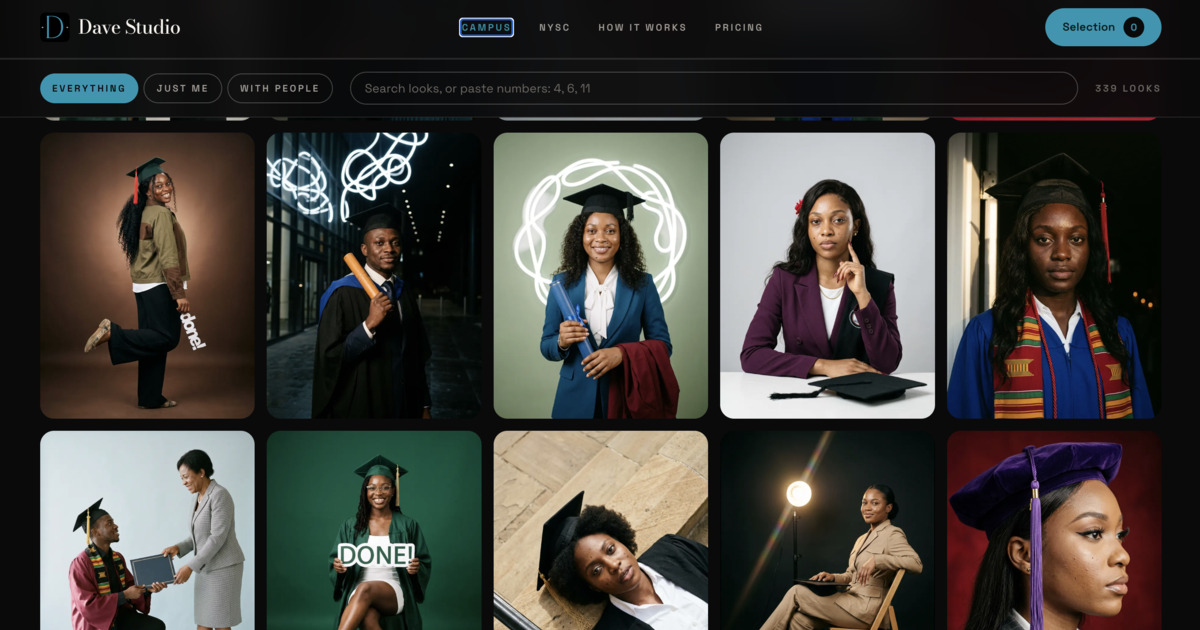 D Dave Studio
CAMPUS NYSC HOW IT WORKS PRICING
Selection 0
EVERYTHING JUST ME WITH PEOPLE
Search looks, or paste numbers: 4, 6, 11
339 LOOKS
done!
DONE!